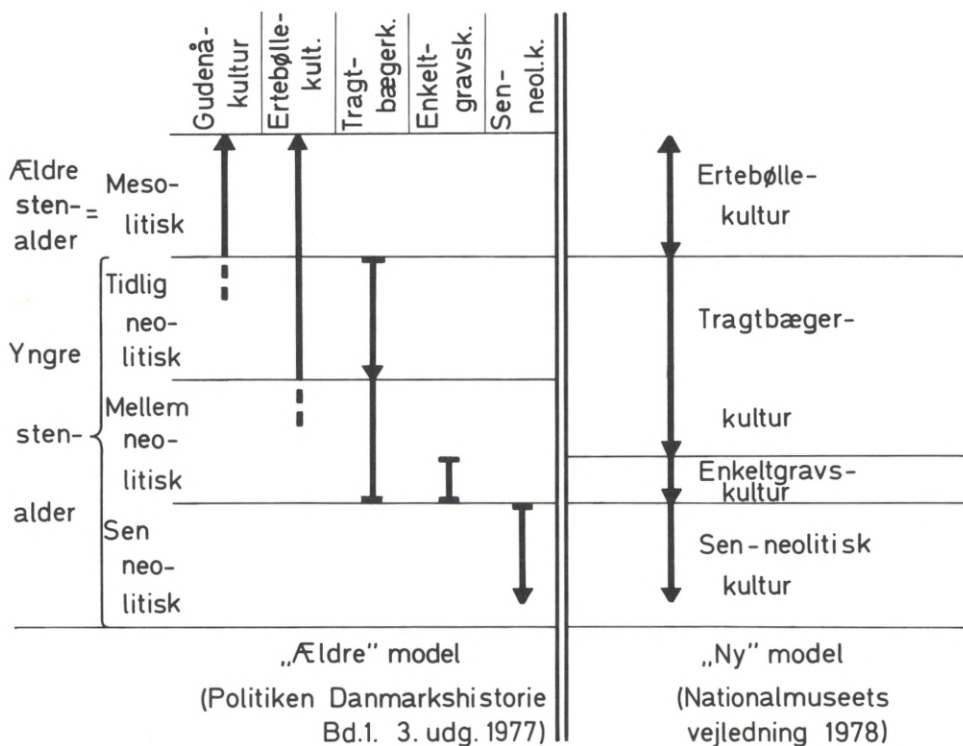 Gudenå-
kultur
Ertebølle-
kult.
Tragt-
bægerk.
Enkelt-
gravsk.
Sen-
neol.k.
Ældre
sten-
alder
=
Meso-
litisk
Yngre
sten-
alder
Tidlig
neo-
litisk
Mellem
neo-
litisk
Sen
neo-
litisk
Ertebølle-
kultur
Tragtbæger-
kultur
Enkeltgravs-
kultur
Sen-neolitisk
kultur
„Ældre” model
(Politiken Danmarkshistorie
Bd.1. 3. udg. 1977)
„Ny” model
(Nationalmuseets
vejledning 1978)